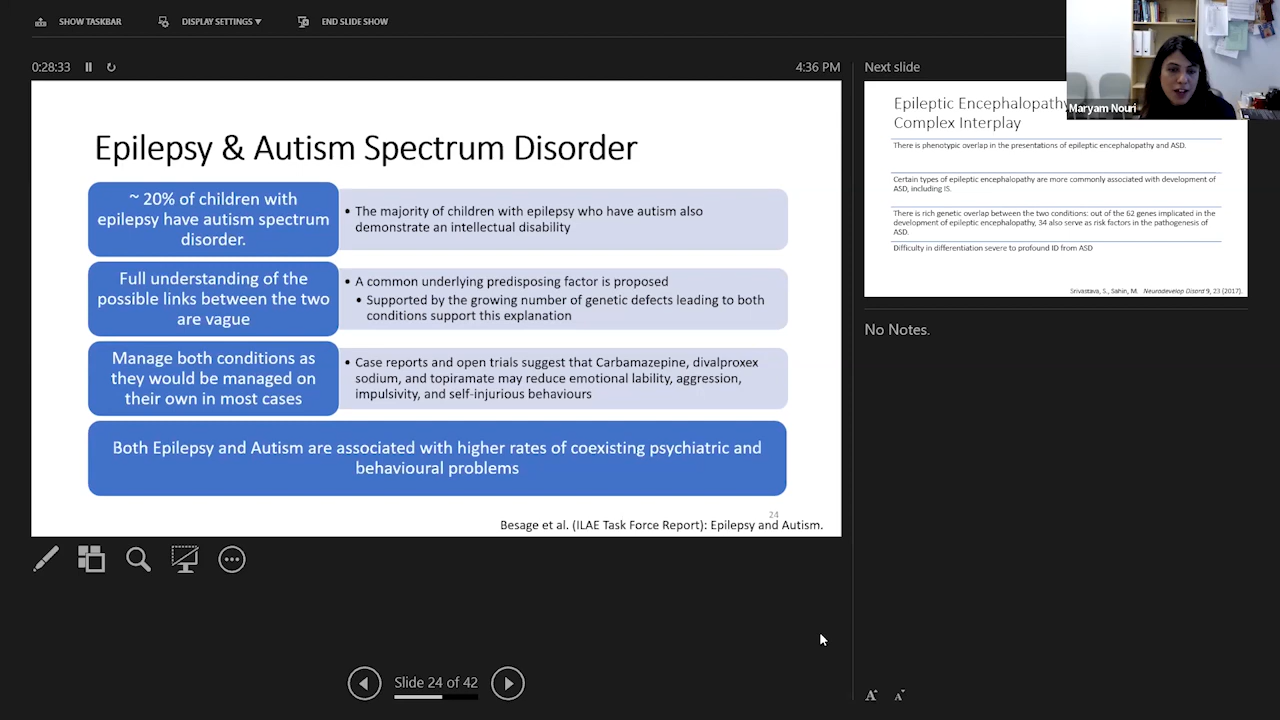 SHOW TASKBAR
DISPLAY SETTINGS ▼
END SLIDE SHOW
0:28:33
4:36 PM
Epilepsy & Autism Spectrum Disorder
~ 20% of children with
epilepsy have autism spectrum
disorder.
• The majority of children with epilepsy who have autism also
demonstrate an intellectual disability
Full understanding of the
possible links between the two
are vague
• A common underlying predisposing factor is proposed
• Supported by the growing number of genetic defects leading to both
conditions support this explanation
Manage both conditions as
they would be managed on
their own in most cases
• Case reports and open trials suggest that Carbamazepine, divalproxex
sodium, and topiramate may reduce emotional lability, aggression,
impulsivity, and self-injurious behaviours
Both Epilepsy and Autism are associated with higher rates of coexisting psychiatric and
behavioural problems
24
Besage et al. (ILAE Task Force Report): Epilepsy and Autism.
Slide 24 of 42
Next slide
Maryam Nouri
Epileptic Encephalopathy
Complex Interplay
There is phenotypic overlap in the presentations of epileptic encephalopathy and ASD.
Certain types of epileptic encephalopathy are more commonly associated with development of
ASD, including IS.
There is rich genetic overlap between the two conditions: out of the 62 genes implicated in the
development of epileptic encephalopathy, 34 also serve as risk factors in the pathogenesis of
ASD.
Difficulty in differentiation severe to profound ID from ASD
Srivastava, S., Sahin, M. Neurodevelop Disord 9, 23 (2017).
No Notes.
A A